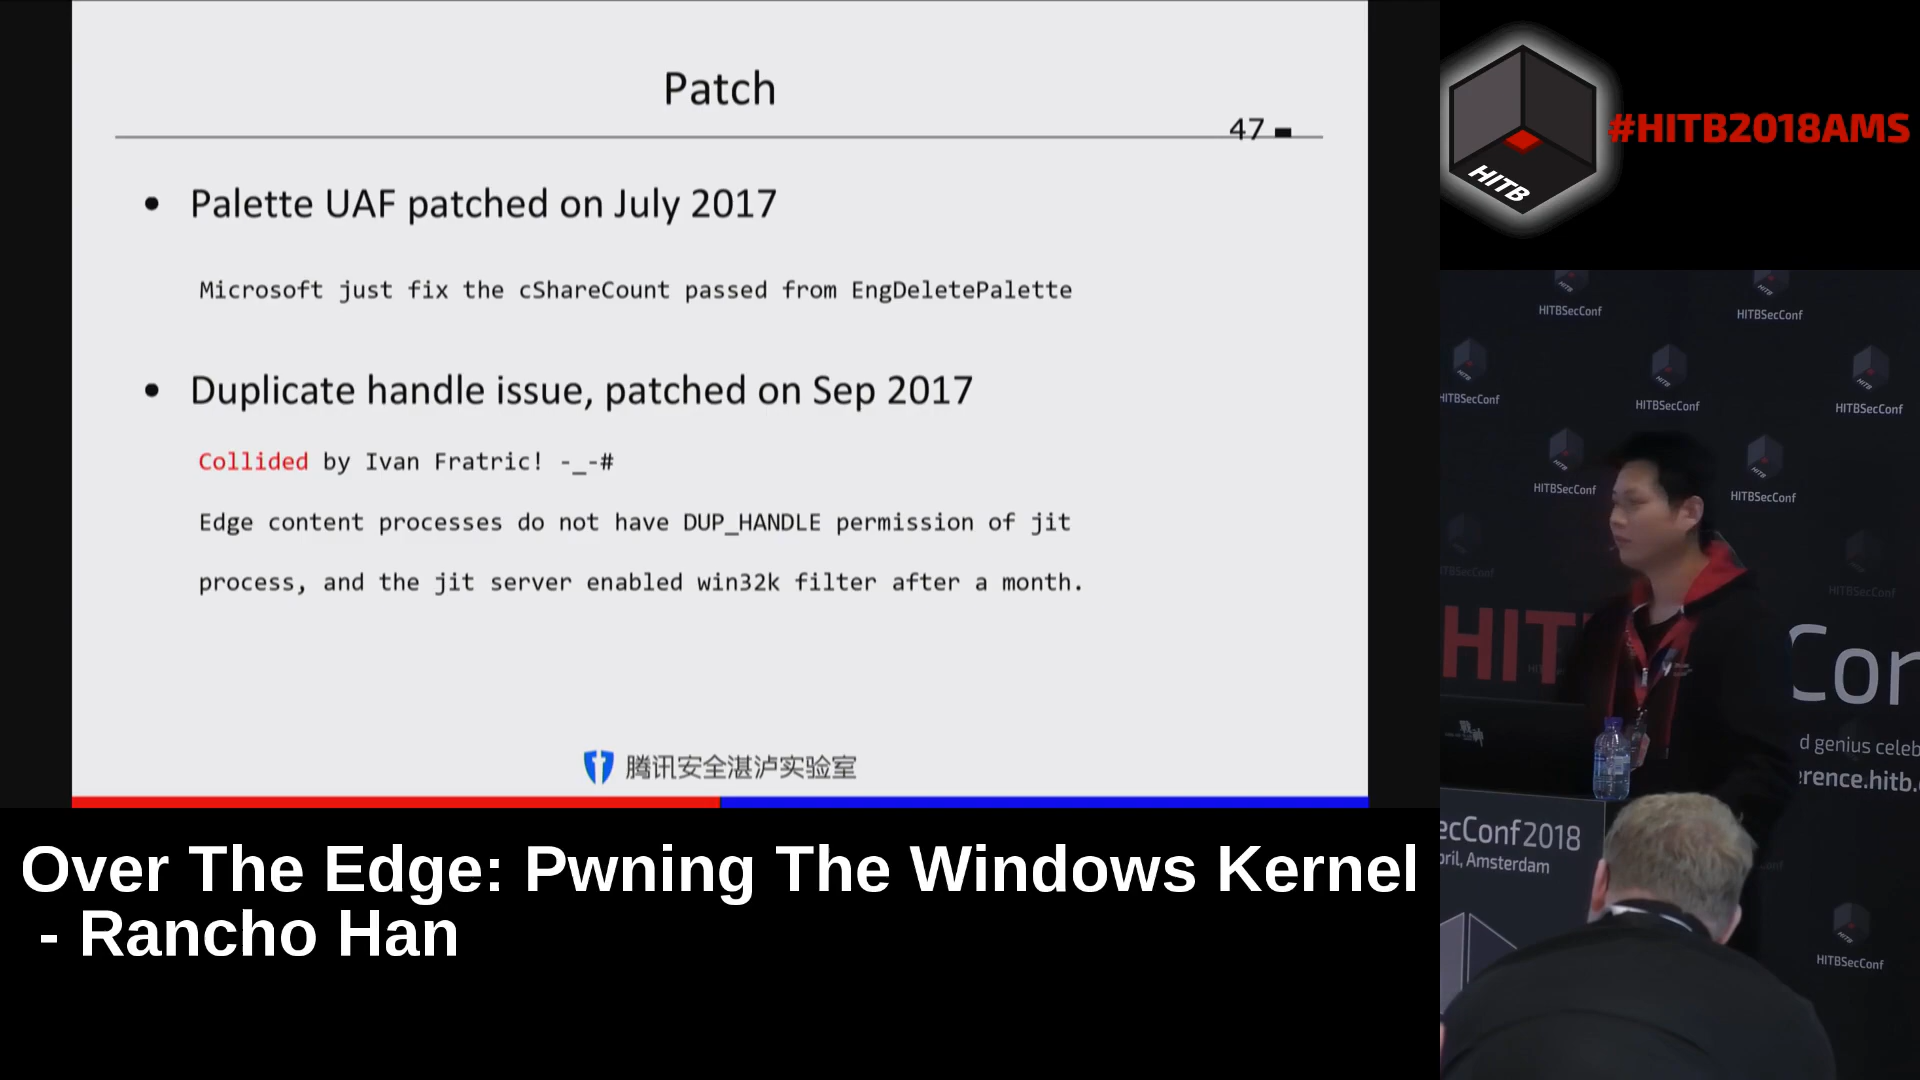 Patch
47
• Palette UAF patched on July 2017
Microsoft just fix the cShareCount passed from EngDeletePalette
• Duplicate handle issue, patched on Sep 2017
Collided by Ivan Fratric! -_-#
Edge content processes do not have DUP_HANDLE permission of jit
process, and the jit server enabled win32k filter after a month.
腾讯安全湛泸实验室
Over The Edge: Pwning The Windows Kernel
- Rancho Han
HITB
#HITB2018AMS
HITBSecConf
HITBSecConf
HITBSecConf
HITBSecConf
HITBSecConf
HITBSecConf
HITBSecConf
HITBSecConf
HIT
Con
d genius celeb
erence.hitb.
ecConf2018
pril, Amsterdam
HITBSecConf